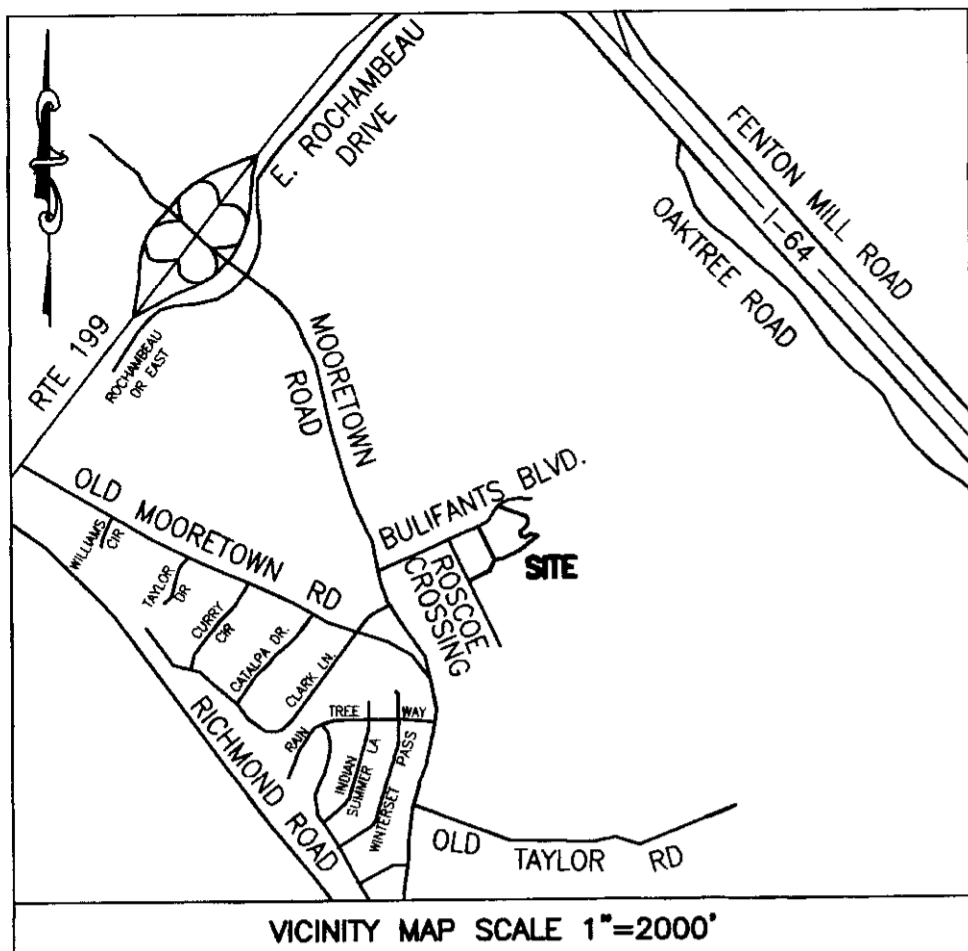 E. ROCHAMBEAU
DRIVE
FENTON MILL ROAD
I-64
OAKTREE ROAD
RTE 199
ROCHAMBEAU
DR EAST
MOORETOWN
ROAD
OLD MOORETOWN RD
BULIFANTS BLVD.
ROSCOE
CROSSING
SITE
WILLIAMS
CIR
TAYLOR
DR
CURRY
CIR
CATALPA DR.
CLARK LN.
RICHMOND ROAD
RAIN TREE WAY
INDIAN
SUMMER LA
WINTERSET PASS
OLD TAYLOR RD
VICINITY MAP SCALE 1"=2000'